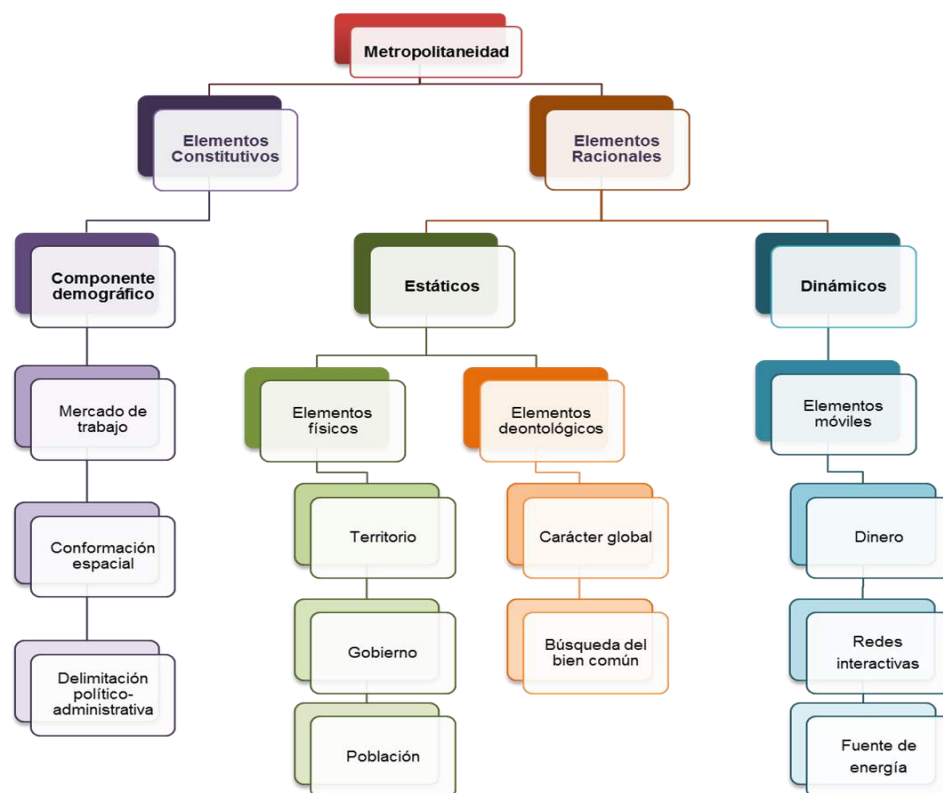 Metropolitaneidad
Elementos
Constitutivos
Elementos
Racionales
Componente
demográfico
Estáticos
Dinámicos
Mercado de
trabajo
Elementos
físicos
Elementos
deontológicos
Elementos
móviles
Conformación
espacial
Territorio
Carácter global
Dinero
Delimitación
político-
administrativa
Gobierno
Búsqueda del
bien común
Redes
interactivas
Población
Fuente de
energía